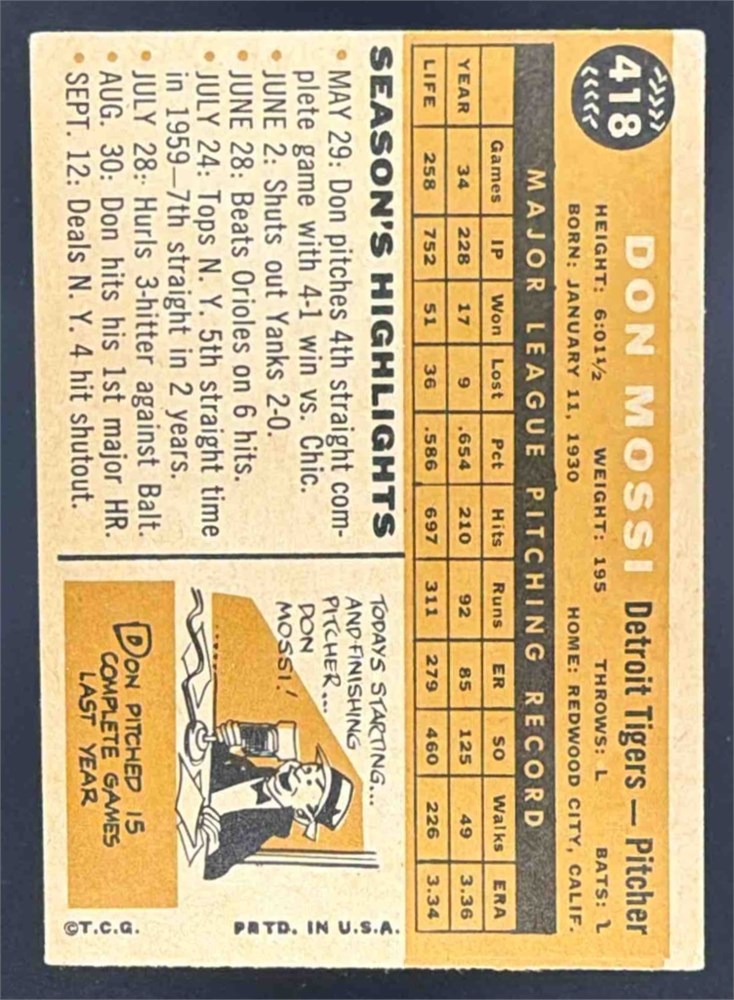 418
DON MOSSI Detroit Tigers — Pitcher
HEIGHT: 6:01½ WEIGHT: 195 THROWS: L BATS: L
BORN: JANUARY 11, 1930 HOME: REDWOOD CITY, CALIF.
MAJOR LEAGUE PITCHING RECORD
Games IP Won Lost Pct Hits Runs ER SO Walks ERA
YEAR 34 228 17 9 .654 210 92 85 125 49 3.36
LIFE 258 752 51 36 .586 697 311 279 460 226 3.34
SEASON'S HIGHLIGHTS
• MAY 29: Don pitches 4th straight com-
plete game with 4-1 win vs. Chic.
• JUNE 2: Shuts out Yanks 2-0.
• JUNE 28: Beats Orioles on 6 hits.
• JULY 24: Tops N. Y. 5th straight time
in 1959—7th straight in 2 years.
• JULY 28: Hurls 3-hitter against Balt.
• AUG. 30: Don hits his 1st major HR.
• SEPT. 12: Deals N. Y. 4 hit shutout.
TODAYS STARTING...
AND FINISHING
PITCHER...
DON
MOSSI!
DON PITCHED 15
COMPLETE GAMES
LAST YEAR
©T.C.G. PRTD. IN U.S.A.